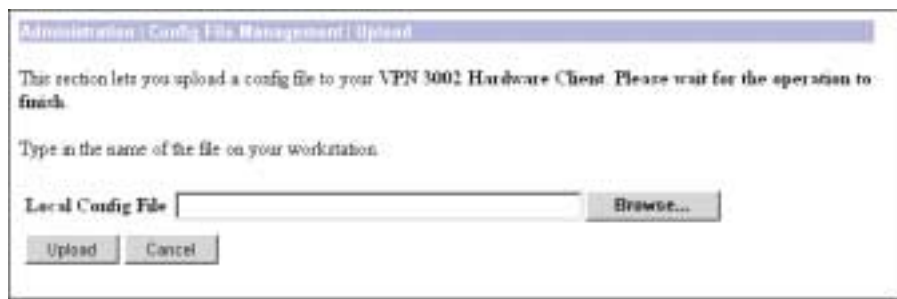 Administration | Config File Management | Upload
This section lets you upload a config file to your VPN 3002 Hardware Client. Please wait for the operation to
finish.
Type in the name of the file on your workstation.
Local Config File Browse...
Upload Cancel